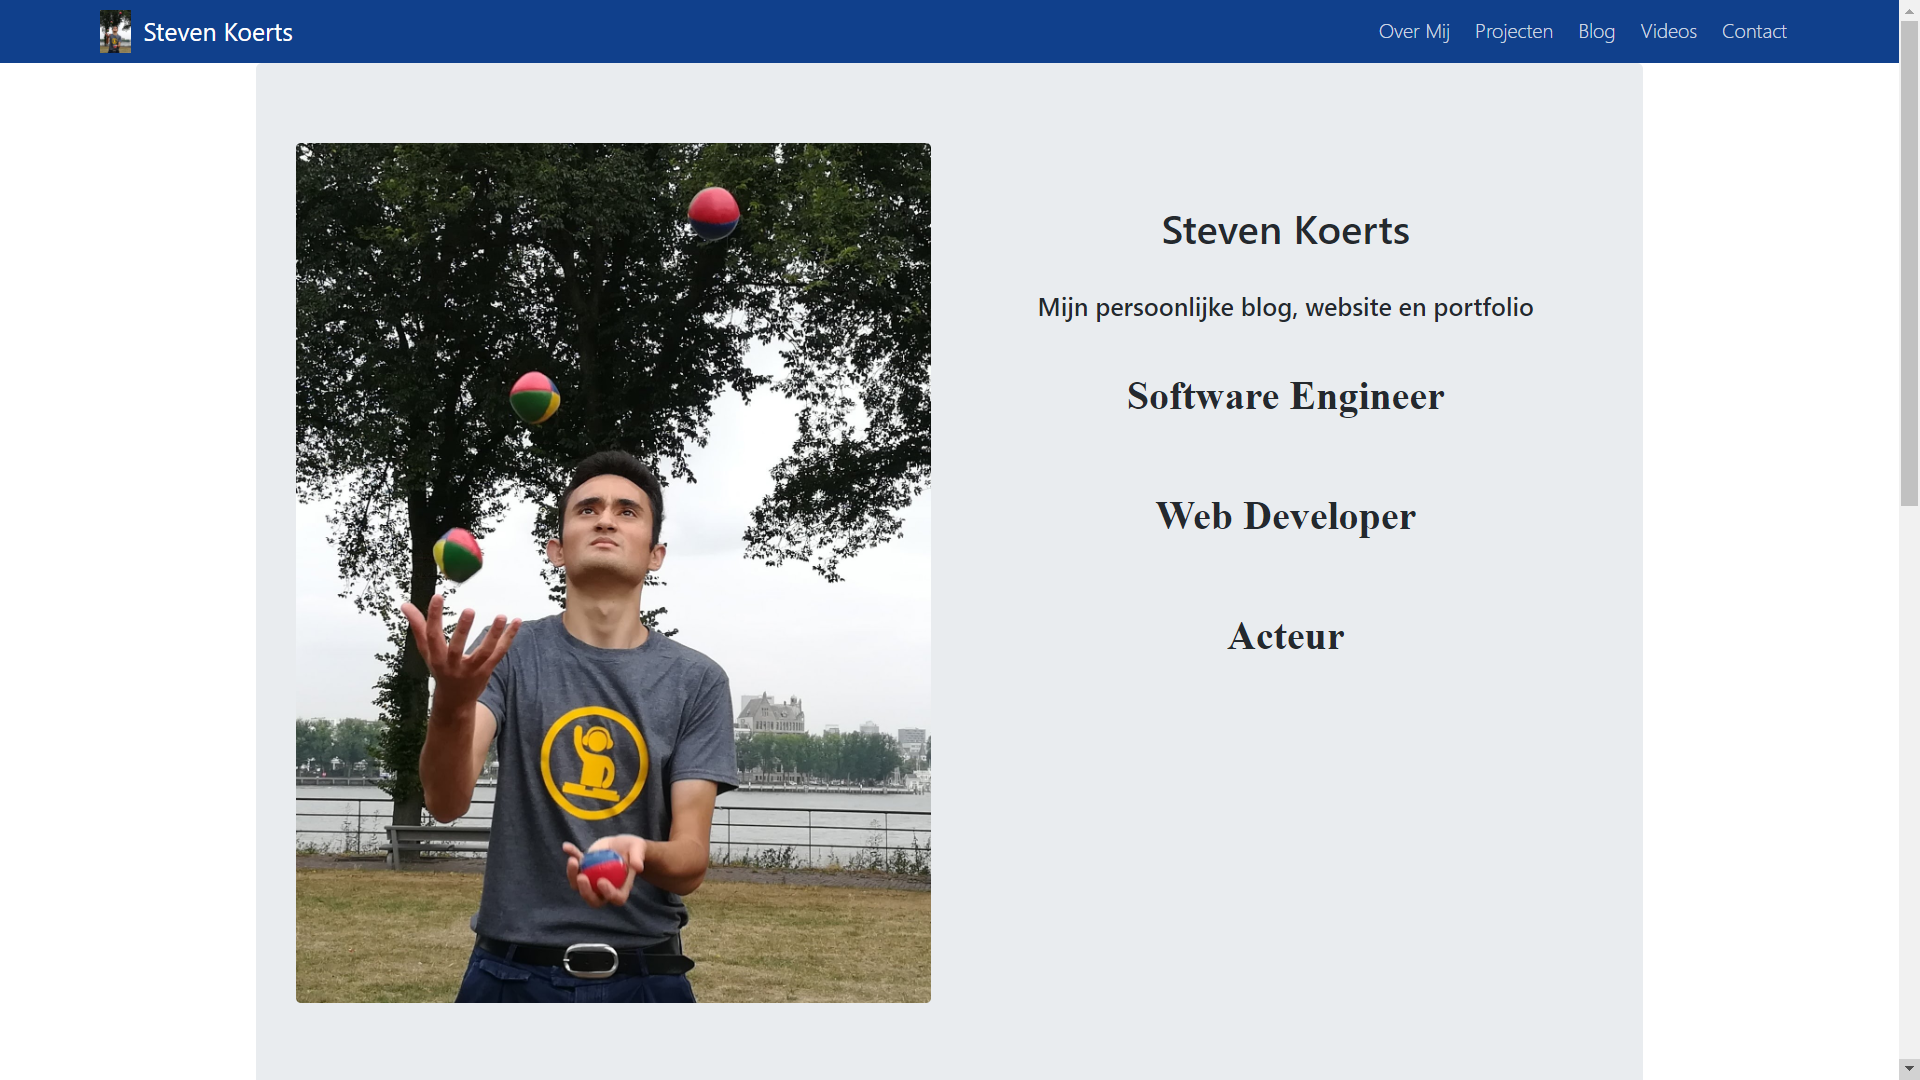 Steven Koerts
Over Mij Projecten Blog Videos Contact
Steven Koerts
Mijn persoonlijke blog, website en portfolio
Software Engineer
Web Developer
Acteur